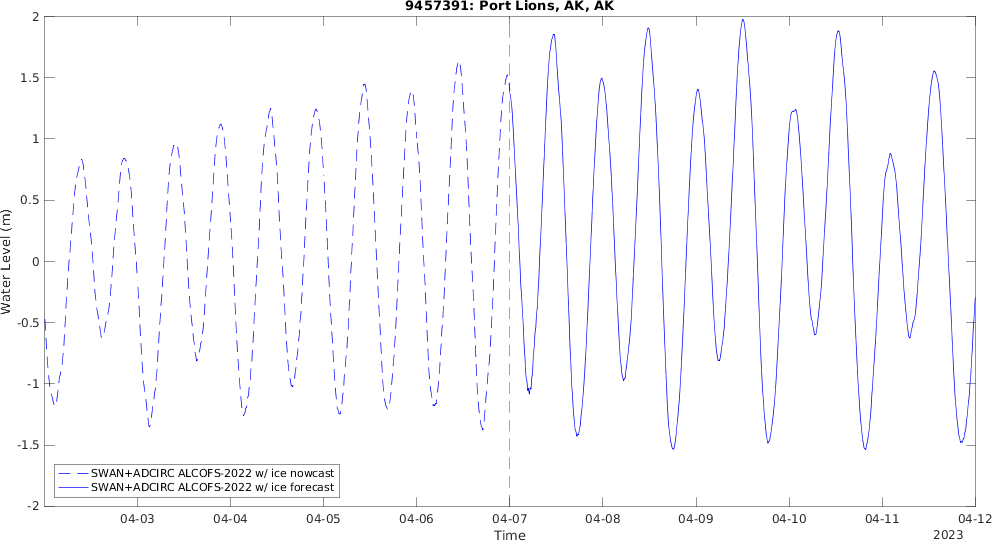 9457391: Port Lions, AK, AK
Water Level (m)
2
1.5
1
0.5
0
-0.5
-1
-1.5
-2
SWAN+ADCIRC ALCOFS-2022 w/ ice nowcast
SWAN+ADCIRC ALCOFS-2022 w/ ice forecast
04-03 04-04 04-05 04-06 04-07 04-08 04-09 04-10 04-11 04-12
Time
2023